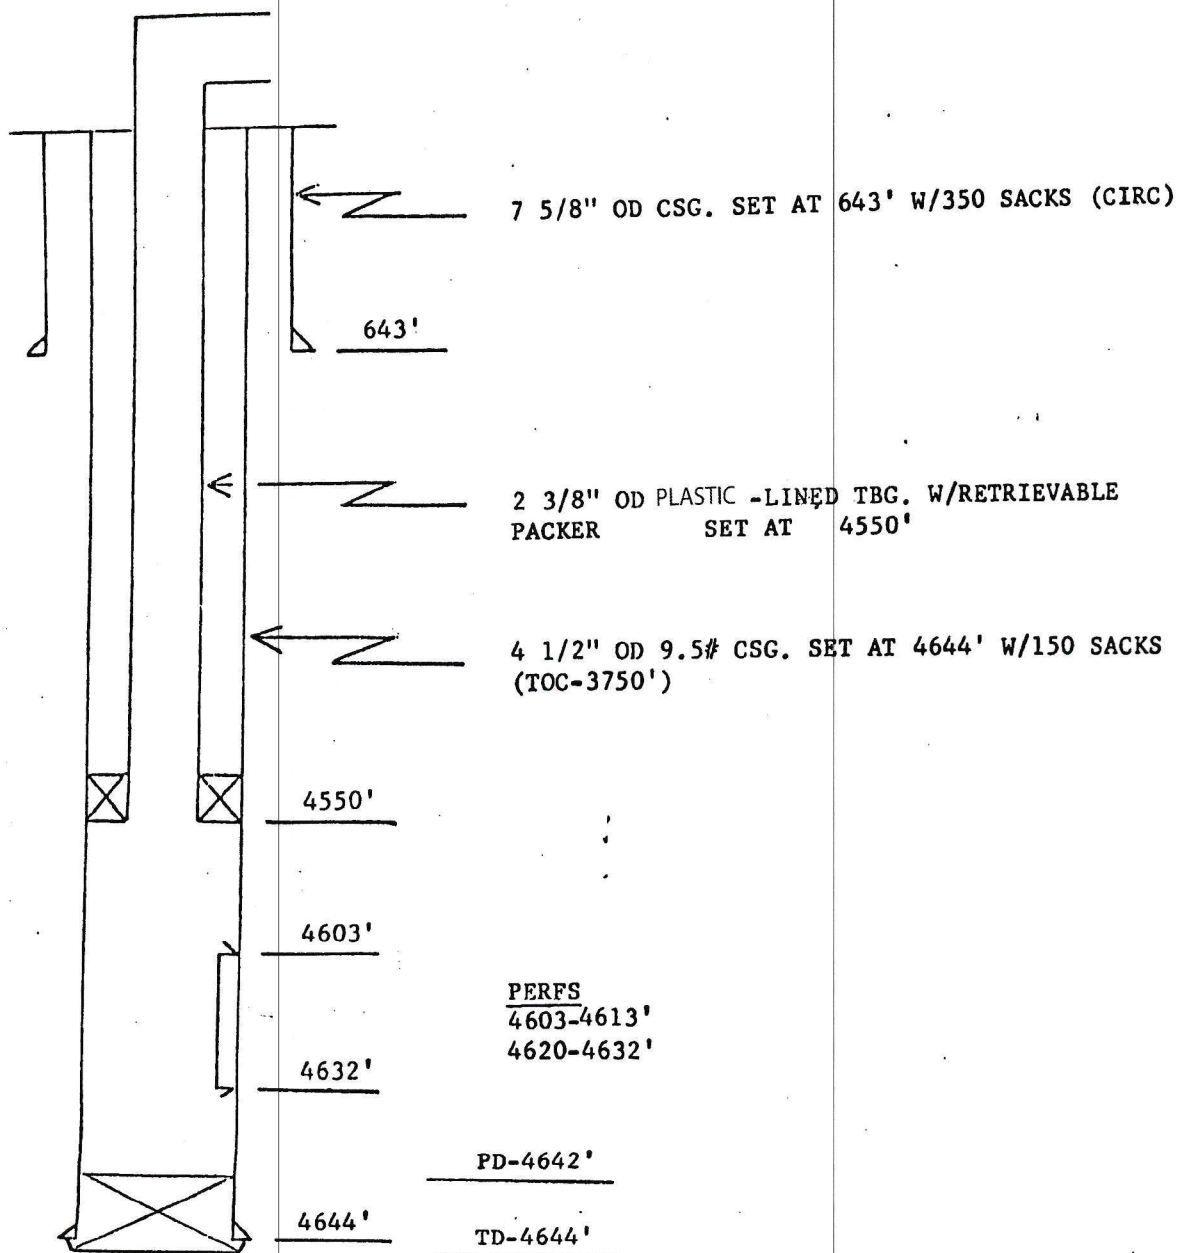 7 5/8" OD CSG. SET AT 643' W/350 SACKS (CIRC)
643'
2 3/8" OD PLASTIC -LINED TBG. W/RETRIEVABLE
PACKER SET AT 4550'
4 1/2" OD 9.5# CSG. SET AT 4644' W/150 SACKS
(TOC-3750')
4550'
4603'
PERFS
4603-4613'
4620-4632'
4632'
PD-4642'
4644'
TD-4644'